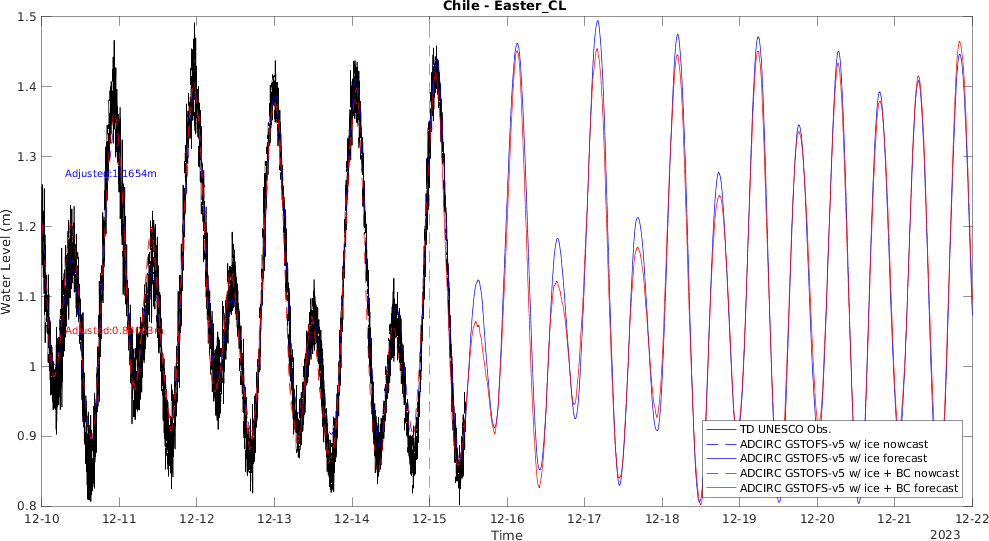 Chile - Easter_CL
1.5
1.4
1.3
1.2
1.1
1
0.9
0.8
Water Level (m)
Adjusted:1.1654m
TD UNESCO Obs.
ADCIRC GSTOFS-v5 w/ ice nowcast
ADCIRC GSTOFS-v5 w/ ice forecast
ADCIRC GSTOFS-v5 w/ ice + BC nowcast
ADCIRC GSTOFS-v5 w/ ice + BC forecast
12-10 12-11 12-12 12-13 12-14 12-15 12-16 12-17 12-18 12-19 12-20 12-21 12-22
Time
2023